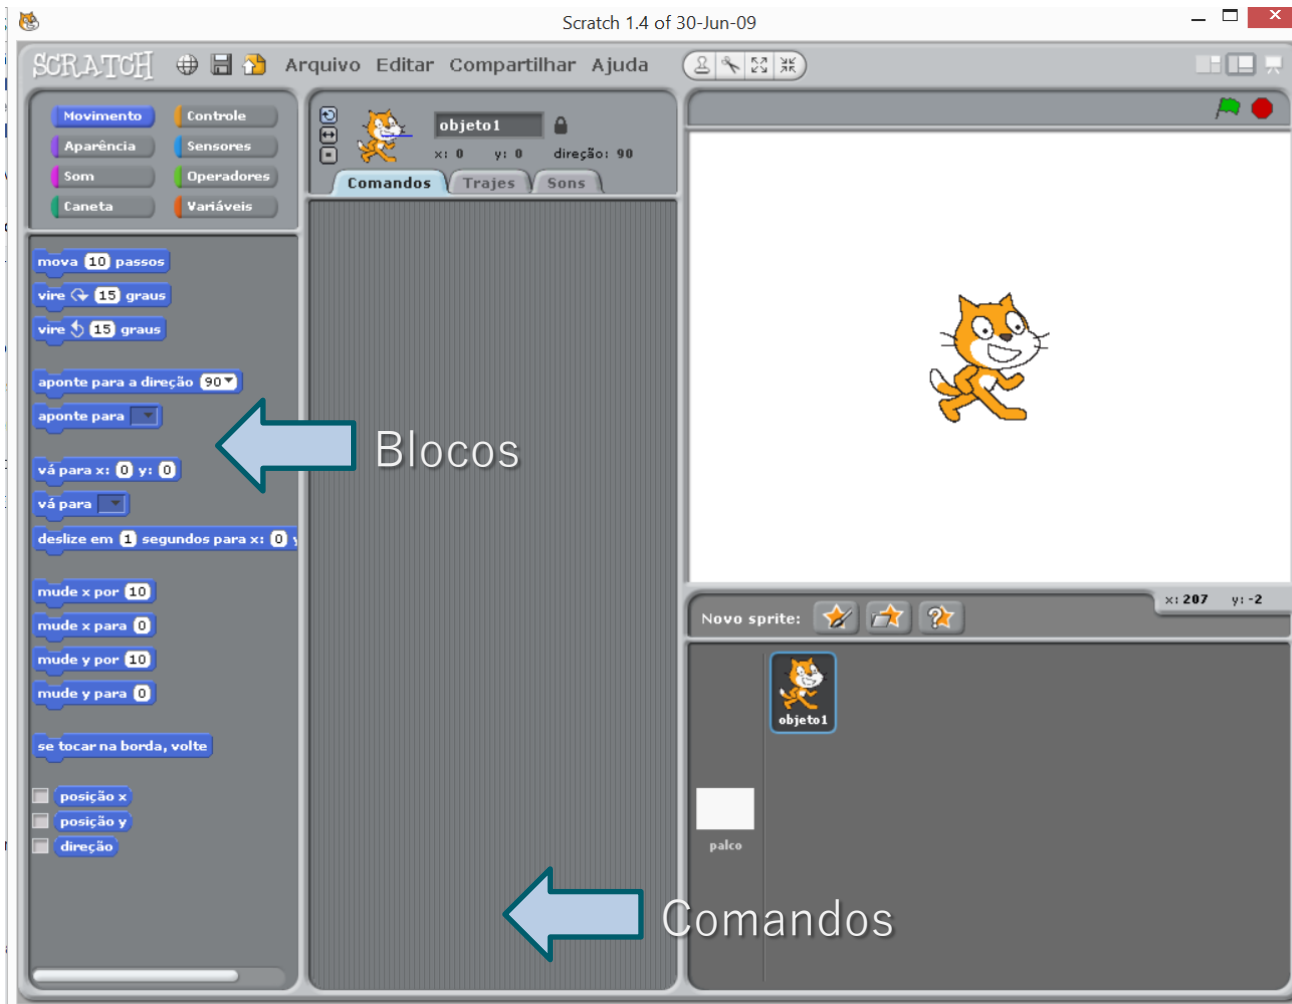 Scratch 1.4 of 30-Jun-09
SCRATCH
Arquivo Editar Compartilhar Ajuda
Movimento Controle
Aparência Sensores
Som Operadores
Caneta Variáveis
objeto1
x: 0 y: 0 direção: 90
Comandos Trajes Sons
mova 10 passos
vire 15 graus
vire 15 graus
aponte para a direção 90
aponte para
vá para x: 0 y: 0
vá para
deslize em 1 segundos para x: 0 y
mude x por 10
mude x para 0
mude y por 10
mude y para 0
se tocar na borda, volte
posição x
posição y
direção
Blocos
Comandos
x: 207 y: -2
Novo sprite:
objeto1
palco